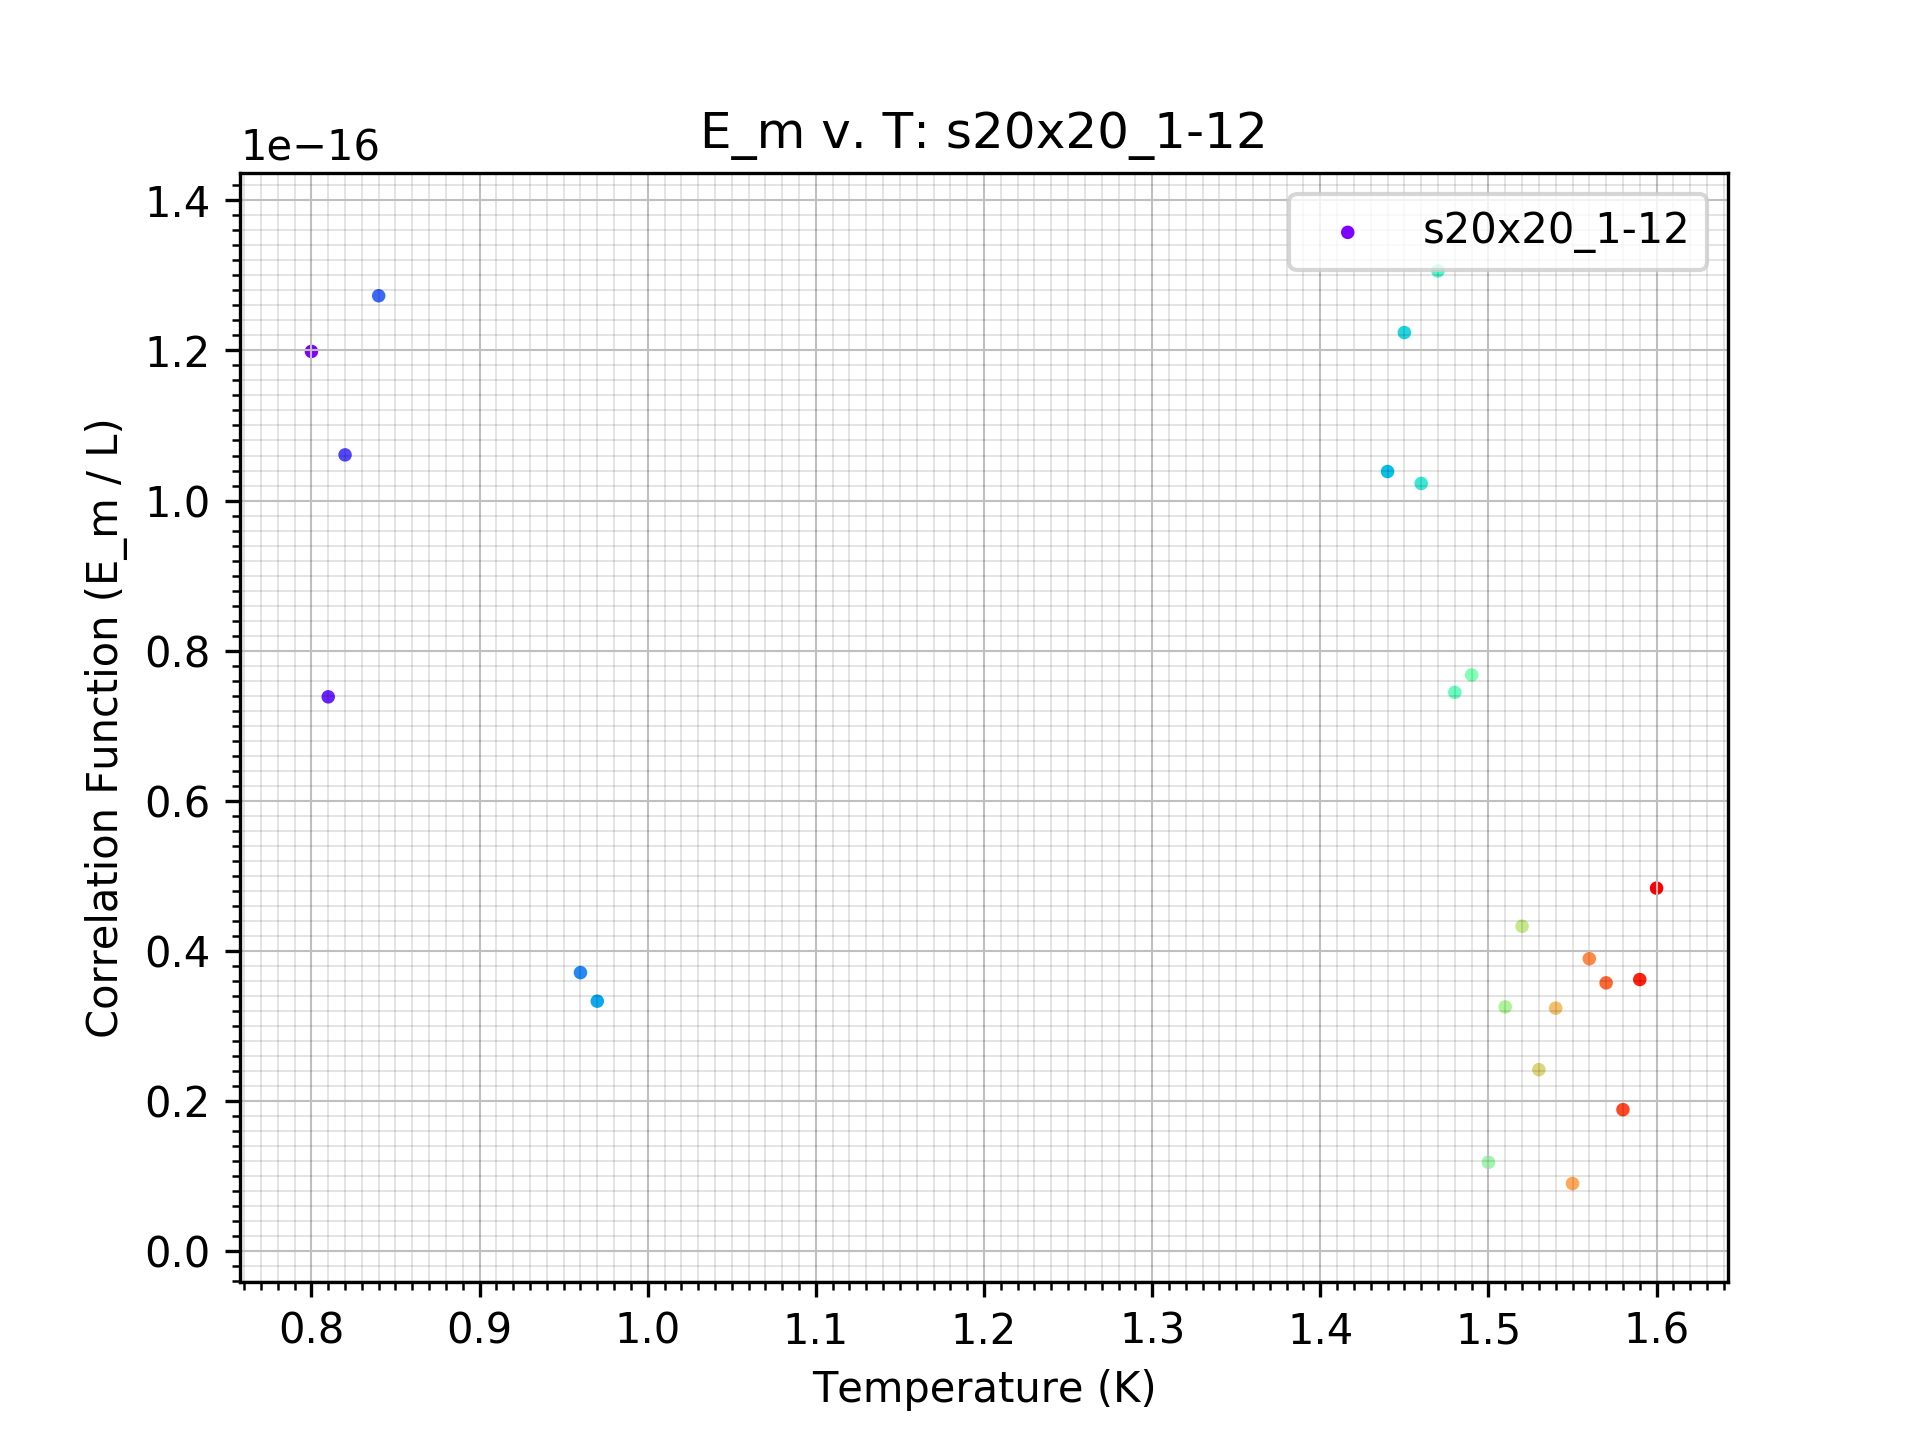 E_m v. T: s20x20_1-12
1e−16
s20x20_1-12
1.4
1.2
1.0
0.8
0.6
0.4
0.2
0.0
Correlation Function (E_m / L)
0.8 0.9 1.0 1.1 1.2 1.3 1.4 1.5 1.6
Temperature (K)